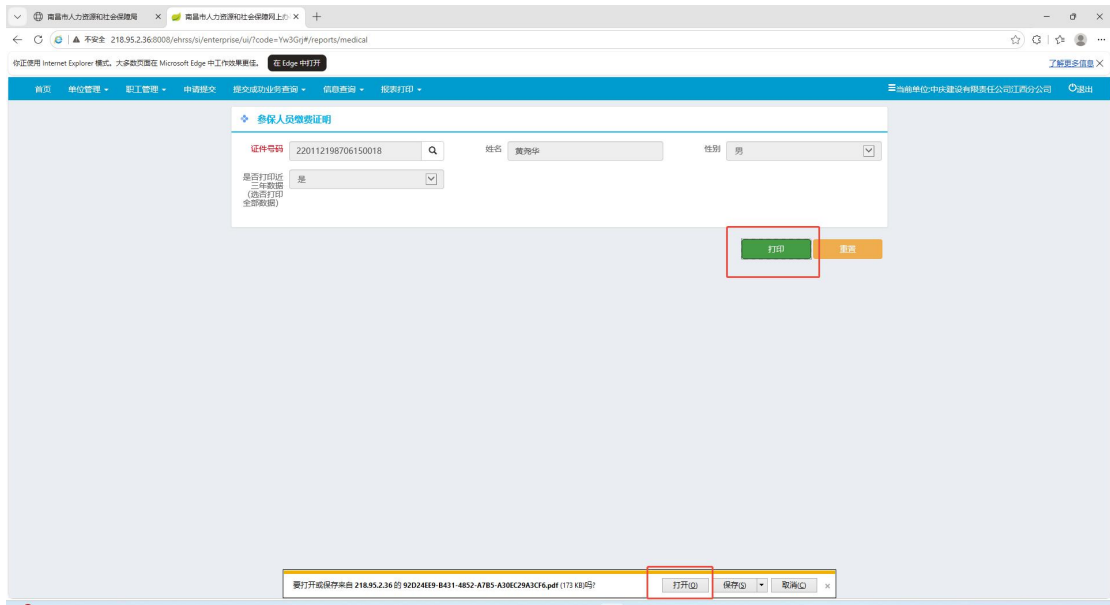 南昌市人力资源和社会保障局 ×
南昌市人力资源和社会保障网上办 ×
不安全 218.95.2.36:8008/ehrss/si/enterprise/ui/?code=Yw3Grj#/reports/medical
你正使用 Internet Explorer 模式。大多数页面在 Microsoft Edge 中工作效果更佳。 在 Edge 中打开 了解更多信息 ×
首页 单位管理 职工管理 申请提交 提交成功业务查询 信息查询 报表打印 当前单位:中庆建设有限责任公司江西分公司 退出
参保人员缴费证明
证件号码 220112198706150018 姓名 黄尧华 性别 男
是否打印近 是
三年数据
(选否打印
全部数据)
打印 重置
要打开或保存来自 218.95.2.36 的 92D24EE9-B431-4852-A7B5-A30EC29A3CF6.pdf (173 KB)吗? 打开(O) 保存(S) 取消(C) ×